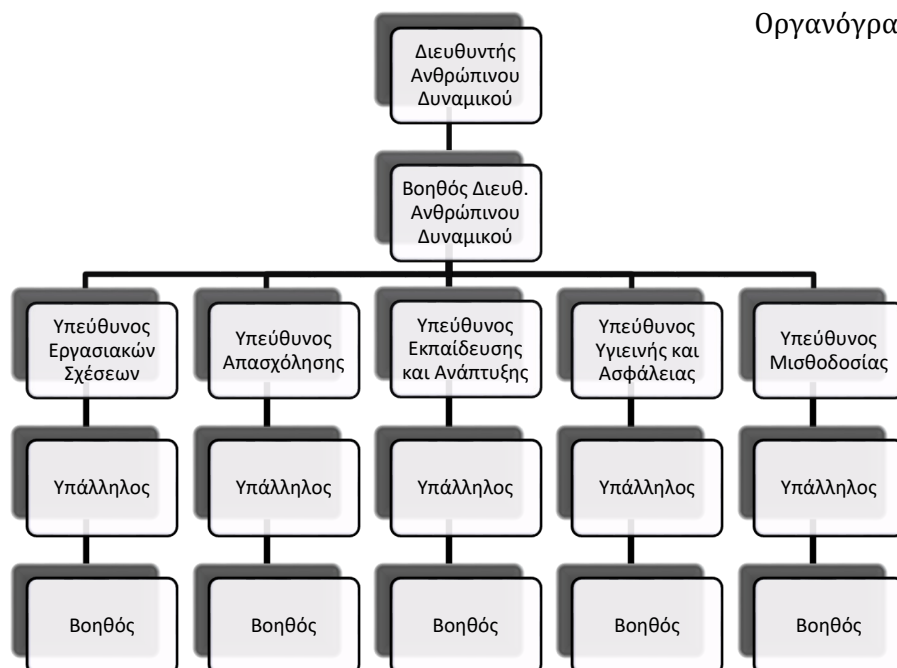 Οργανόγρα
Διευθυντής
Ανθρώπινου
Δυναμικού
Βοηθός Διευθ.
Ανθρώπινου
Δυναμικού
Υπεύθυνος
Εργασιακών
Σχέσεων
Υπεύθυνος
Απασχόλησης
Υπεύθυνος
Εκπαίδευσης
και Ανάπτυξης
Υπεύθυνος
Υγιεινής και
Ασφάλειας
Υπεύθυνος
Μισθοδοσίας
Υπάλληλος
Υπάλληλος
Υπάλληλος
Υπάλληλος
Υπάλληλος
Βοηθός
Βοηθός
Βοηθός
Βοηθός
Βοηθός